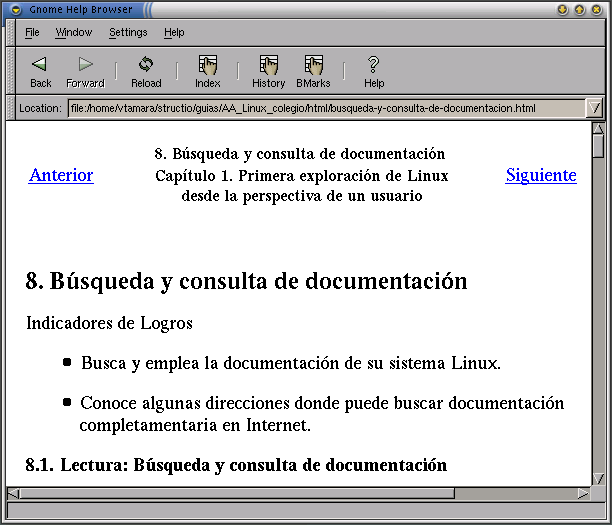 Gnome Help Browser
File Window Settings Help
Back Forward Reload Index History BMarks Help
Location: file:/home/vtamara/structio/guias/AA_Linux_colegio/html/busqueda-y-consulta-de-documentacion.html
8. Búsqueda y consulta de documentación
Anterior Capítulo 1. Primera exploración de Linux Siguiente
desde la perspectiva de un usuario
8. Búsqueda y consulta de documentación
Indicadores de Logros
• Busca y emplea la documentación de su sistema Linux.
• Conoce algunas direcciones donde puede buscar documentación
completamentaria en Internet.
8.1. Lectura: Búsqueda y consulta de documentación